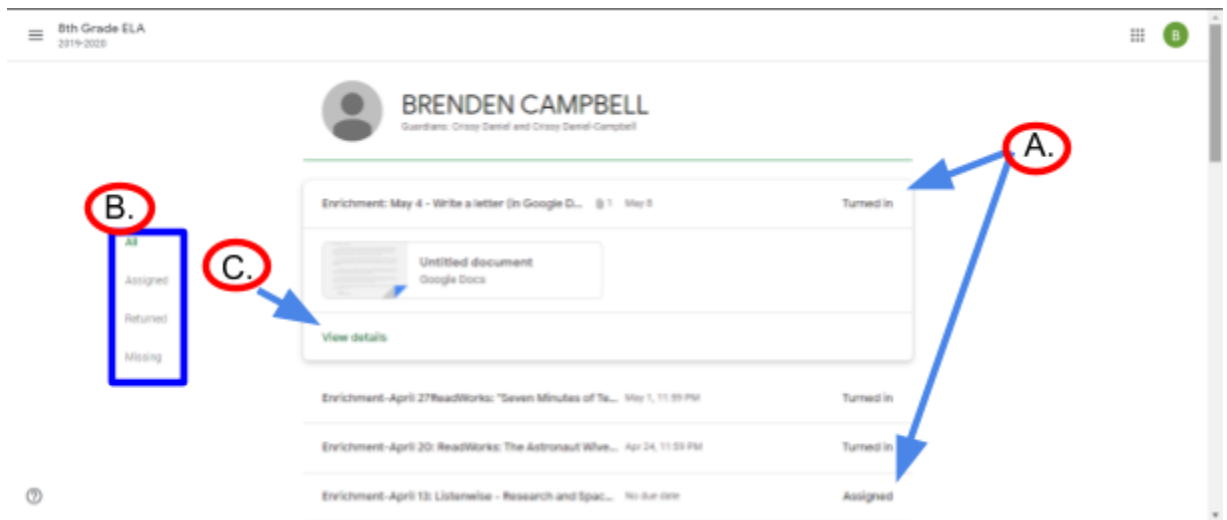 8th Grade ELA
2019-2020
B
BRENDEN CAMPBELL
Guardians: Crissy Daniel and Crissy Daniel-Campbell
A.
Enrichment: May 4 - Write a letter (in Google D... 1 May 8 Turned in
B.
All
Assigned
Returned
Missing
C.
Untitled document
Google Docs
View details
Enrichment-April 27ReadWorks: "Seven Minutes of Te... May 1, 11:59 PM Turned in
Enrichment-April 20: ReadWorks: The Astronaut Wive... Apr 24, 11:59 PM Turned in
Enrichment-April 13: Listenwise - Research and Spac... No due date Assigned